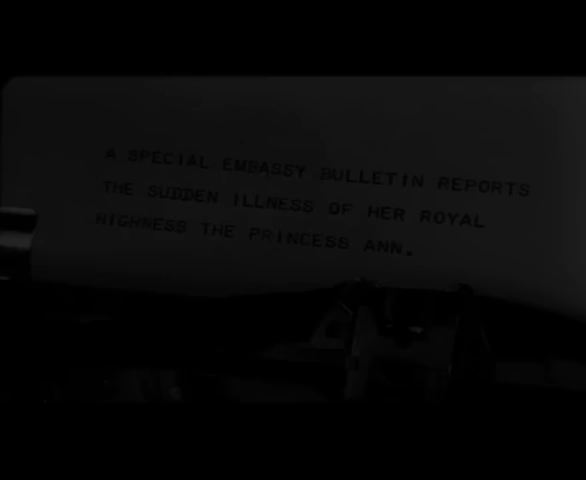 A SPECIAL EMBASSY BULLETIN REPORTS
THE SUDDEN ILLNESS OF HER ROYAL
HIGHNESS THE PRINCESS ANN.